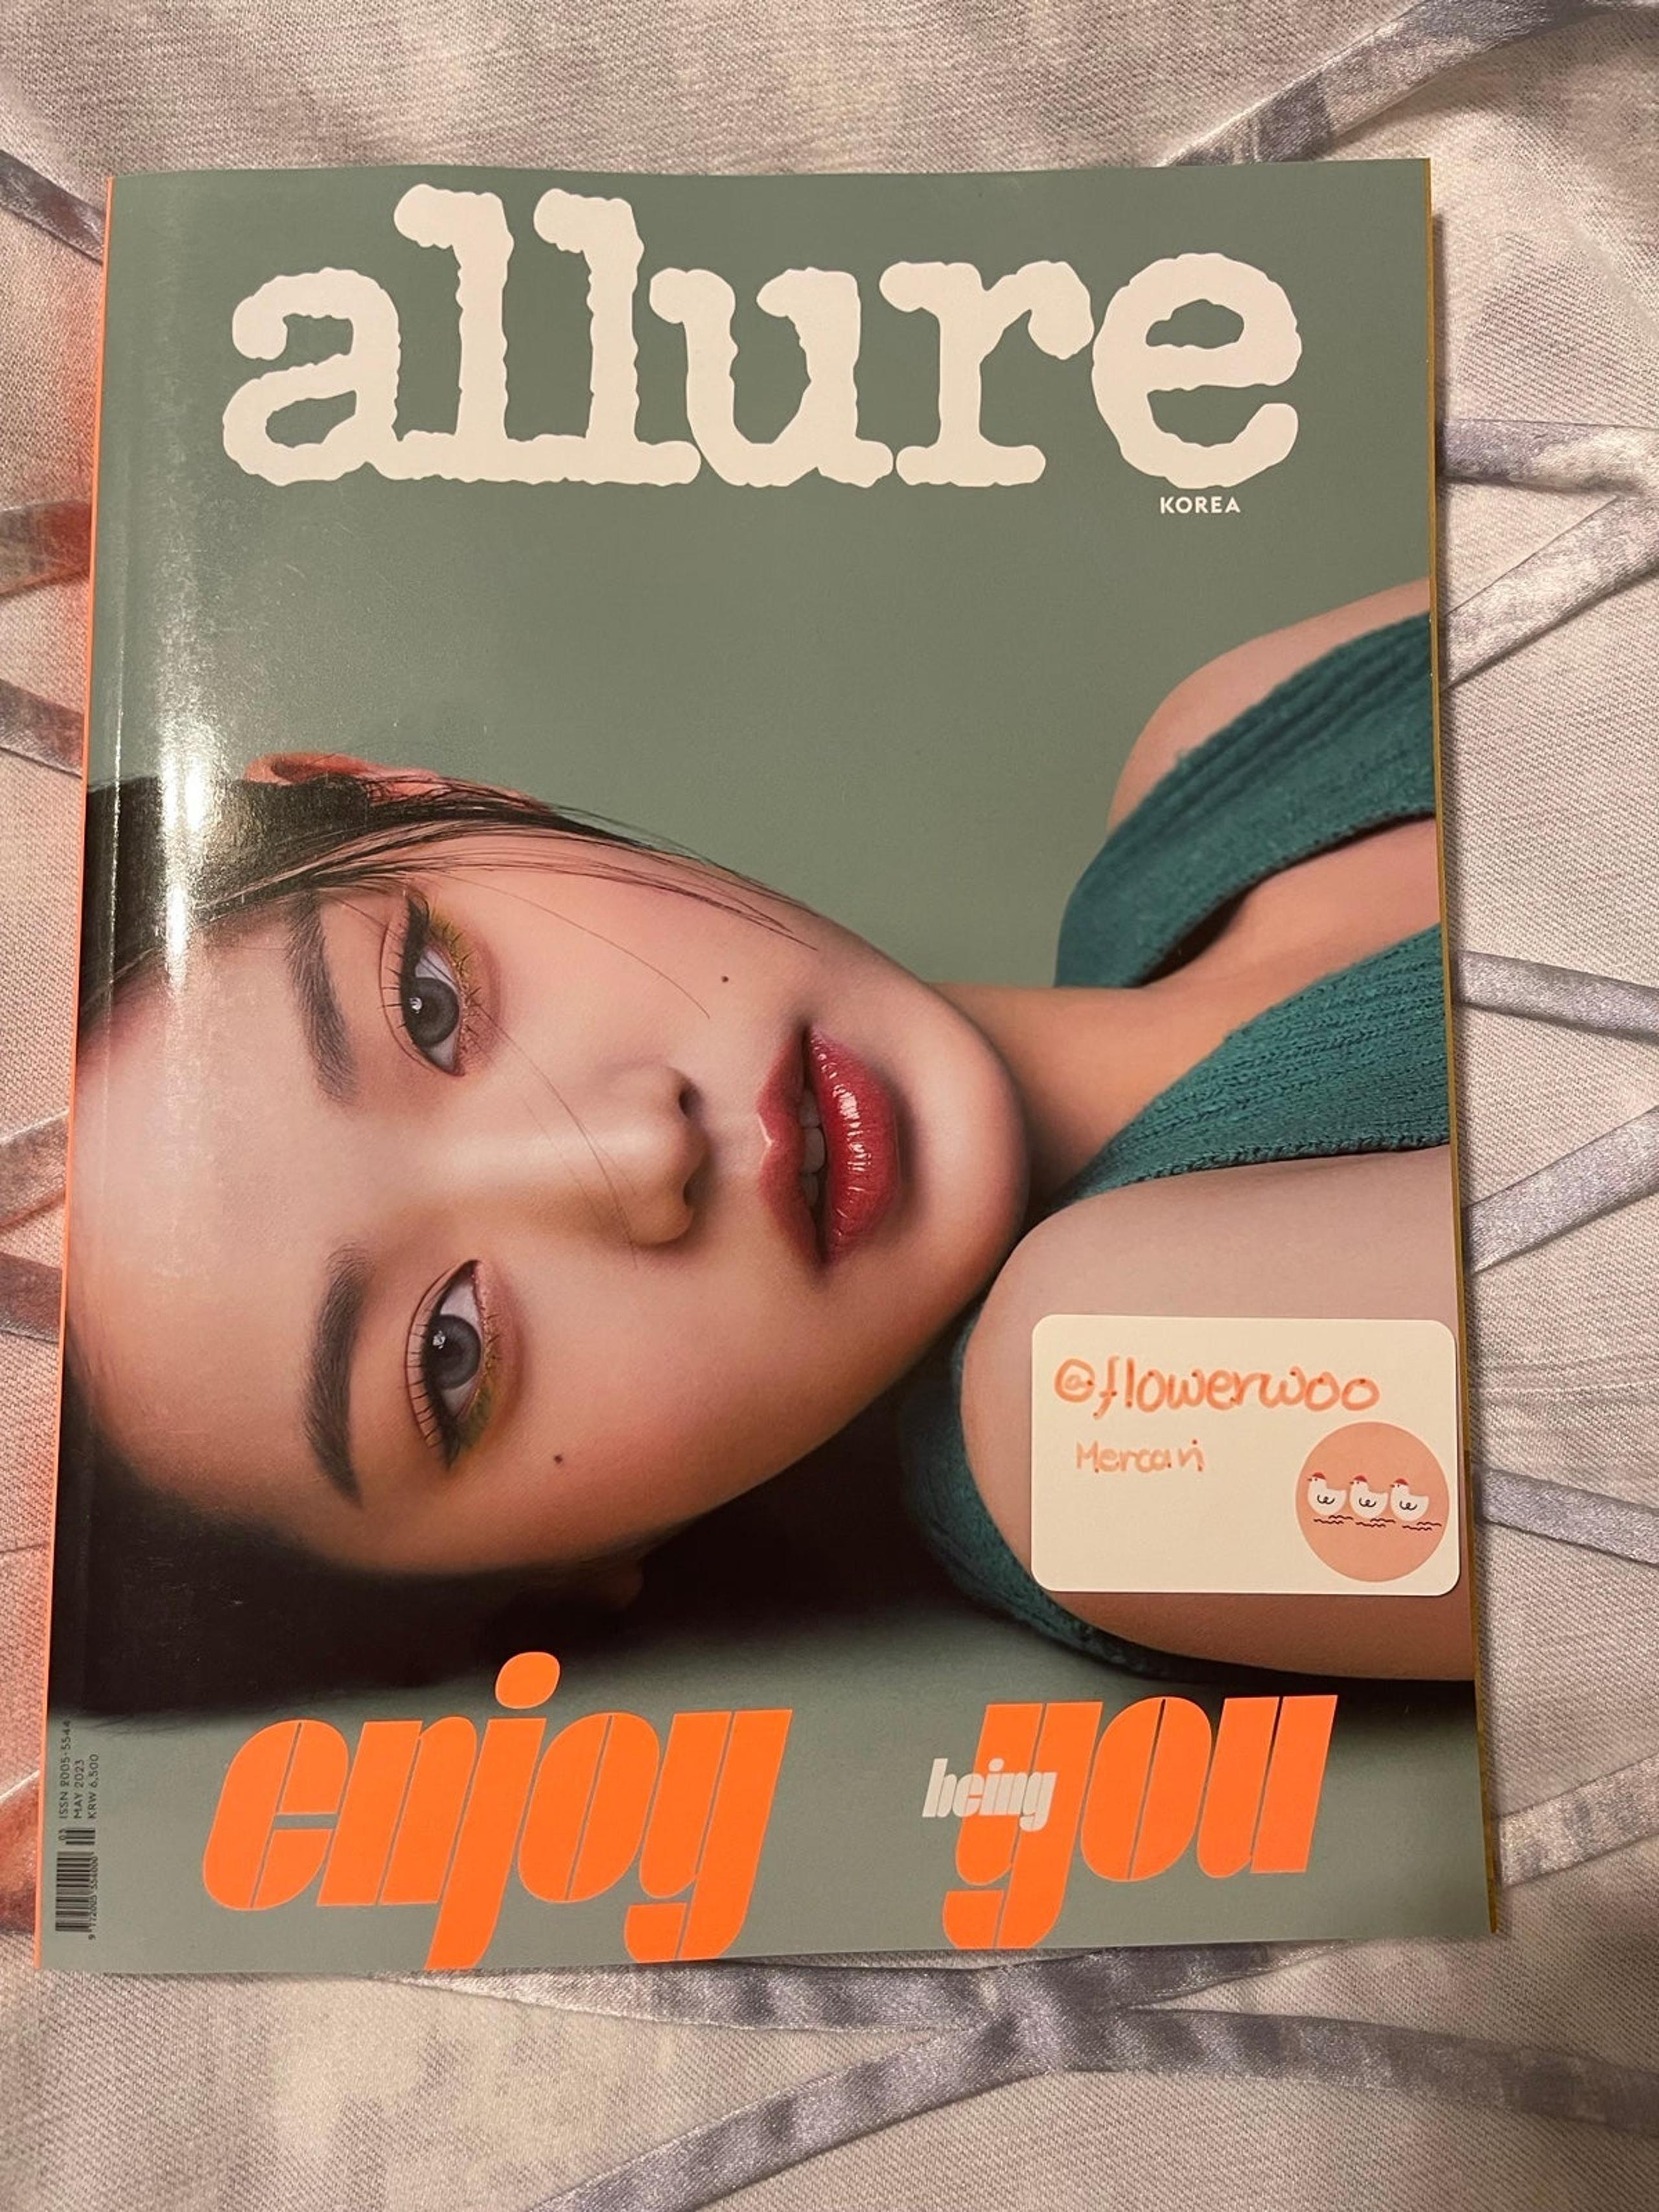 allure
KOREA
@flowerwoo
Mercari
enjoy being you
ISSN 2005-5544
MAY 2023
KRW 6,500